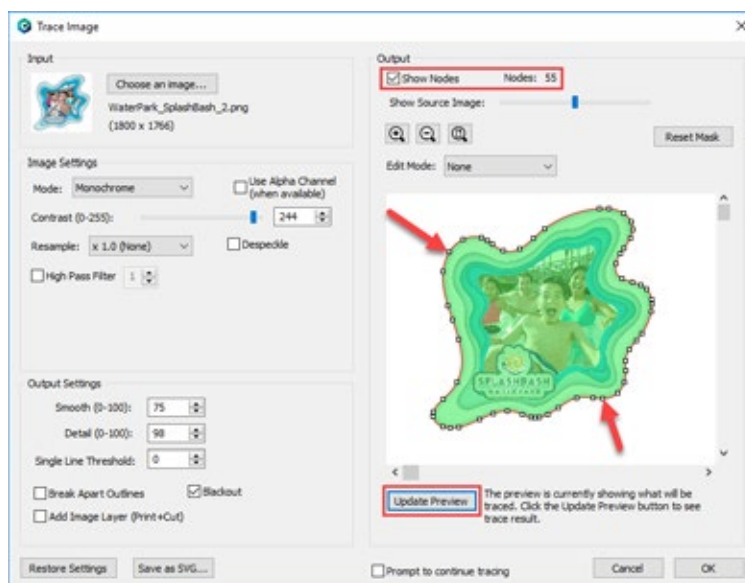 Trace Image
Input
Choose an image...
WaterPark_SplashBash_2.png
(1800 x 1766)
Image Settings
Mode: Monochrome
Use Alpha Channel
(when available)
Contrast (0-255): 244
Resample: x 1.0 (None)
Despeckle
High Pass Filter 1
Output Settings
Smooth (0-100): 75
Detail (0-100): 98
Single Line Threshold: 0
Break Apart Outlines
Blackout
Add Image Layer (Print+Cut)
Restore Settings
Save as SVG...
Output
Show Nodes Nodes: 55
Show Source Image:
Reset Mask
Edit Mode: None
SPLASHBASH
Update Preview
The preview is currently showing what will be
traced. Click the Update Preview button to see
trace result.
Prompt to continue tracing
Cancel
OK